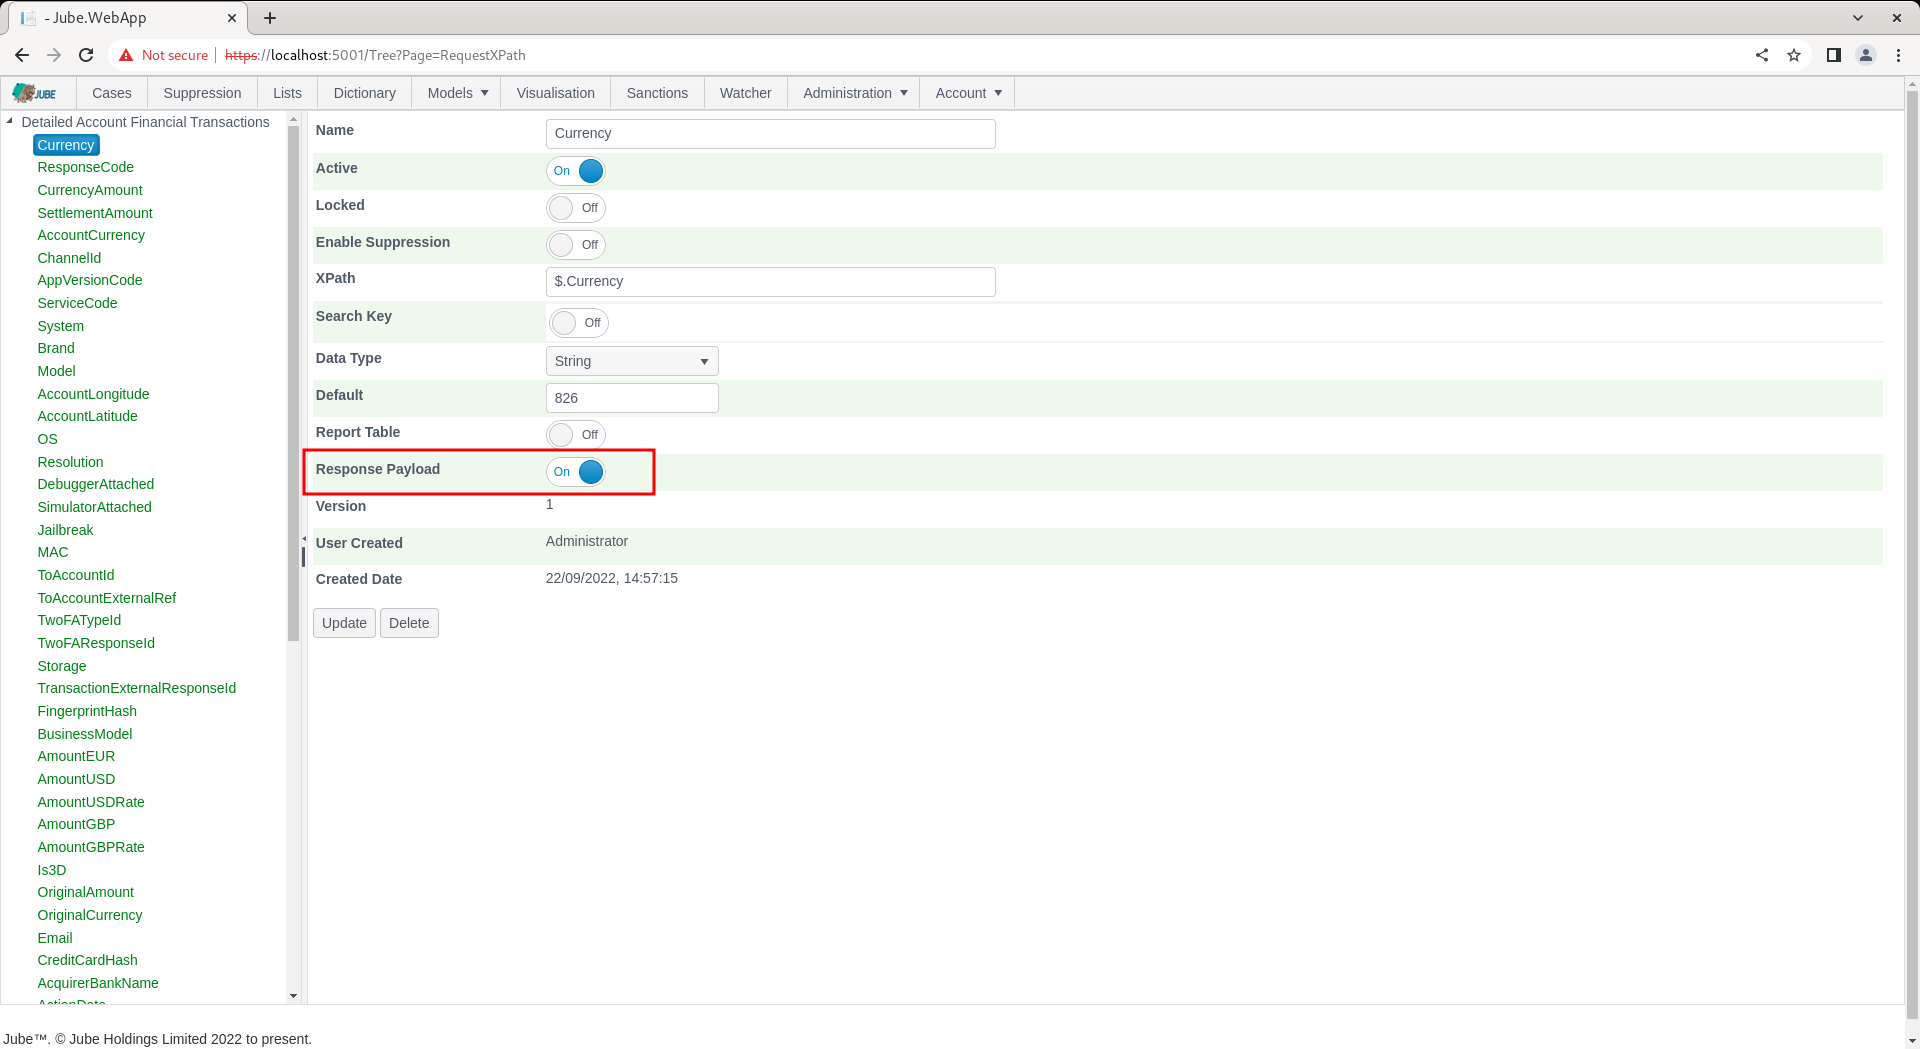 - Jube.WebApp
Not secure https://localhost:5001/Tree?Page=RequestXPath
JUBE Cases Suppression Lists Dictionary Models Visualisation Sanctions Watcher Administration Account
Detailed Account Financial Transactions
Currency
ResponseCode
CurrencyAmount
SettlementAmount
AccountCurrency
ChannelId
AppVersionCode
ServiceCode
System
Brand
Model
AccountLongitude
AccountLatitude
OS
Resolution
DebuggerAttached
SimulatorAttached
Jailbreak
MAC
ToAccountId
ToAccountExternalRef
TwoFATypeId
TwoFAResponseId
Storage
TransactionExternalResponseId
FingerprintHash
BusinessModel
AmountEUR
AmountUSD
AmountUSDRate
AmountGBP
AmountGBPRate
Is3D
OriginalAmount
OriginalCurrency
Email
CreditCardHash
AcquirerBankName
Name Currency
Active On
Locked Off
Enable Suppression Off
XPath $.Currency
Search Key Off
Data Type String
Default 826
Report Table Off
Response Payload On
Version 1
User Created Administrator
Created Date 22/09/2022, 14:57:15
Update Delete
Jube™. © Jube Holdings Limited 2022 to present.